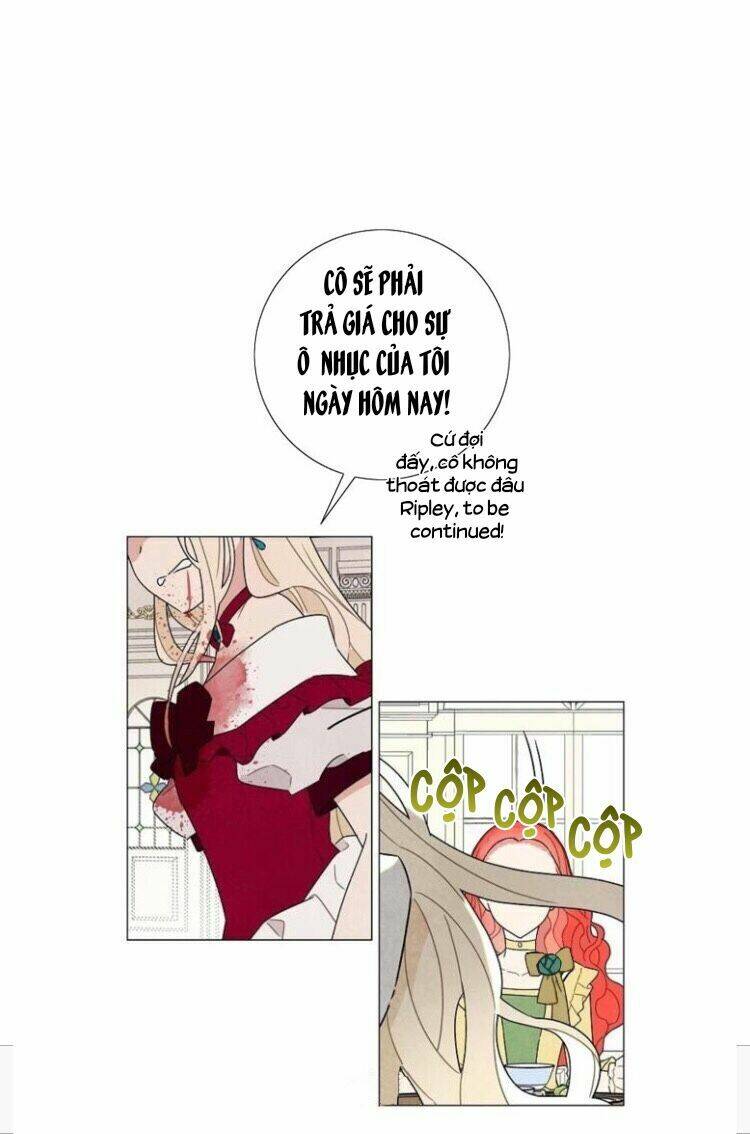 CÔ SẼ PHẢI
TRẢ GIÁ CHO SỰ
Ô NHỤC CỦA TÔI
NGÀY HÔM NAY!
Cứ đợi
đấy, cô không
thoát được đâu
Ripley, to be
continued!
CỘP CỘP CỘP